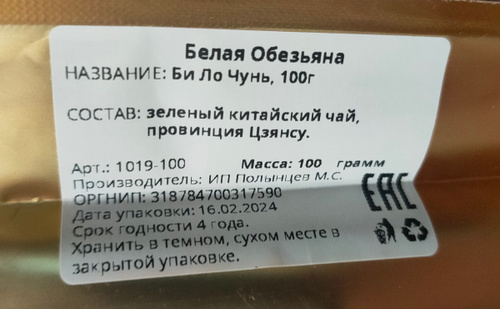 Белая Обезьяна
НАЗВАНИЕ: Би Ло Чунь, 100г
СОСТАВ: зеленый китайский чай,
провинция Цзянсу.
Арт.: 1019-100 Масса: 100 грамм
Производитель: ИП Полынцев М.С.
ОРГНИП: 318784700317590
Дата упаковки: 16.02.2024
Срок годности 4 года.
Хранить в темном, сухом месте в
закрытой упаковке.
EAC